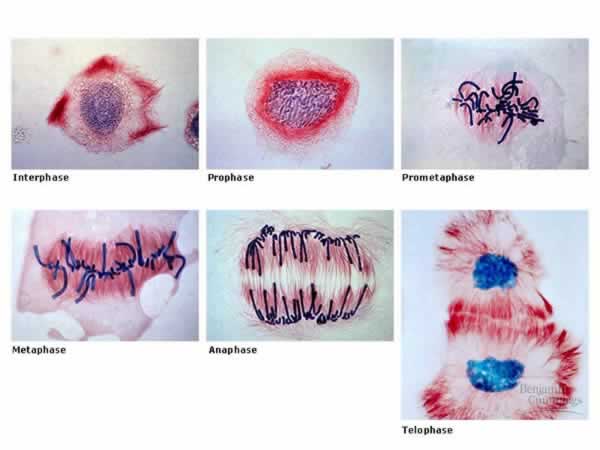 Interphase
Prophase
Prometaphase
Metaphase
Anaphase
Benjamin
Cummings
Telophase